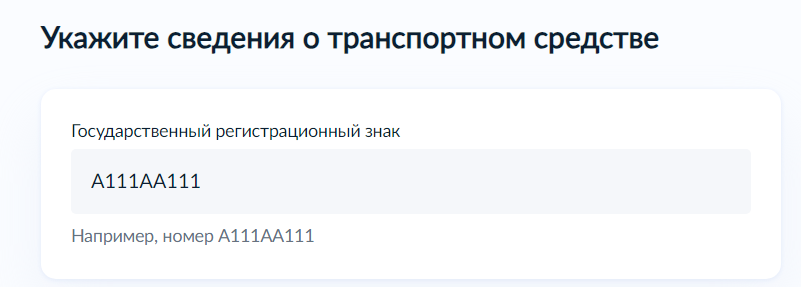 Укажите сведения о транспортном средстве
Государственный регистрационный знак
А111АА111
Например, номер А111АА111